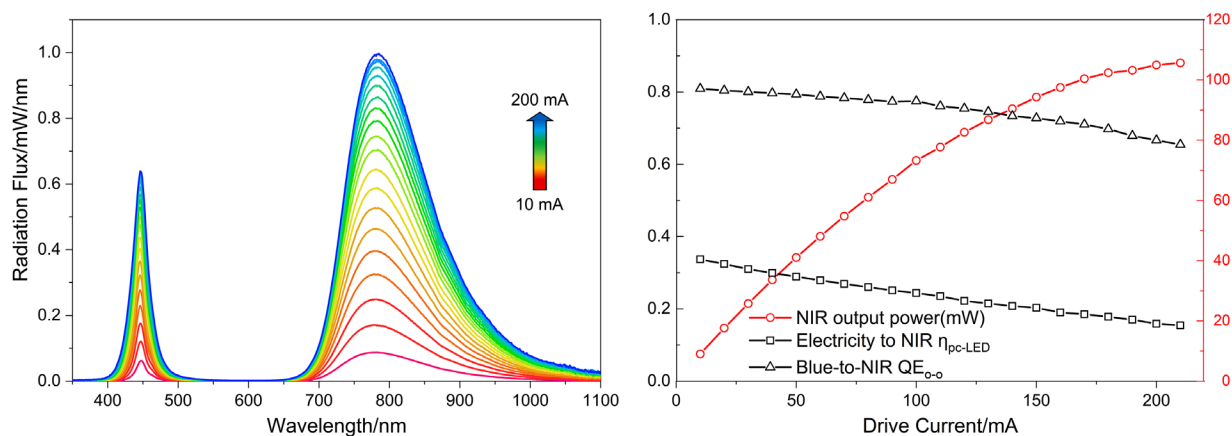 1.0
0.8
0.6
0.4
0.2
0.0
Radiation Flux/mW/nm
400 500 600 700 800 900 1000 1100
Wavelength/nm
200 mA
10 mA
1.0
0.8
0.6
0.4
0.2
0.0
0 50 100 150 200
Drive Current/mA
NIR output power(mW)
Electricity to NIR ηpc-LED
Blue-to-NIR QEo-o
120
100
80
60
40
20
0